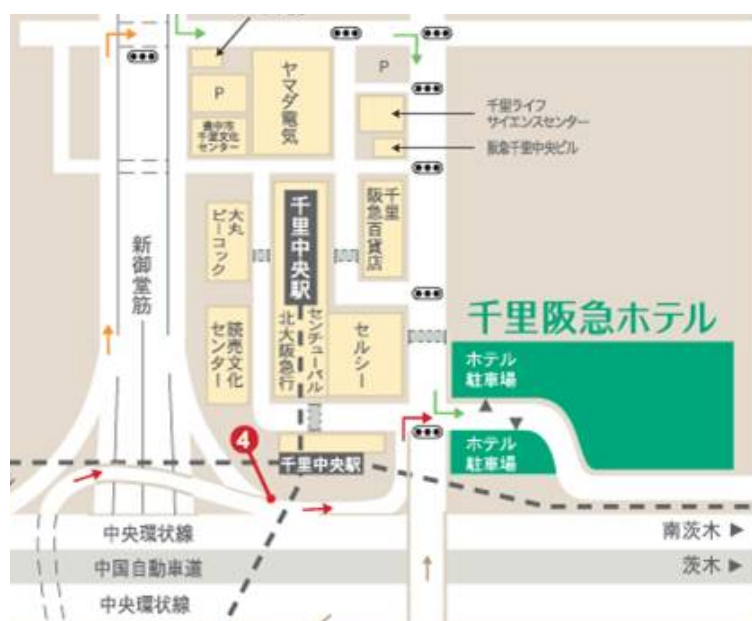 P
豊中市
千里文化
センター
ヤマダ電気
P
千里ライフ
サイエンスセンター
阪急千里中央ビル
新御堂筋
大丸
ピーコック
千里中央駅
千里
阪急百貨店
千里阪急ホテル
読売文化
センター
北大阪急行
センチューパル
セルシー
ホテル
駐車場
ホテル
駐車場
4
千里中央駅
中央環状線
南茨木 ▶
中国自動車道
茨木 ▶
中央環状線